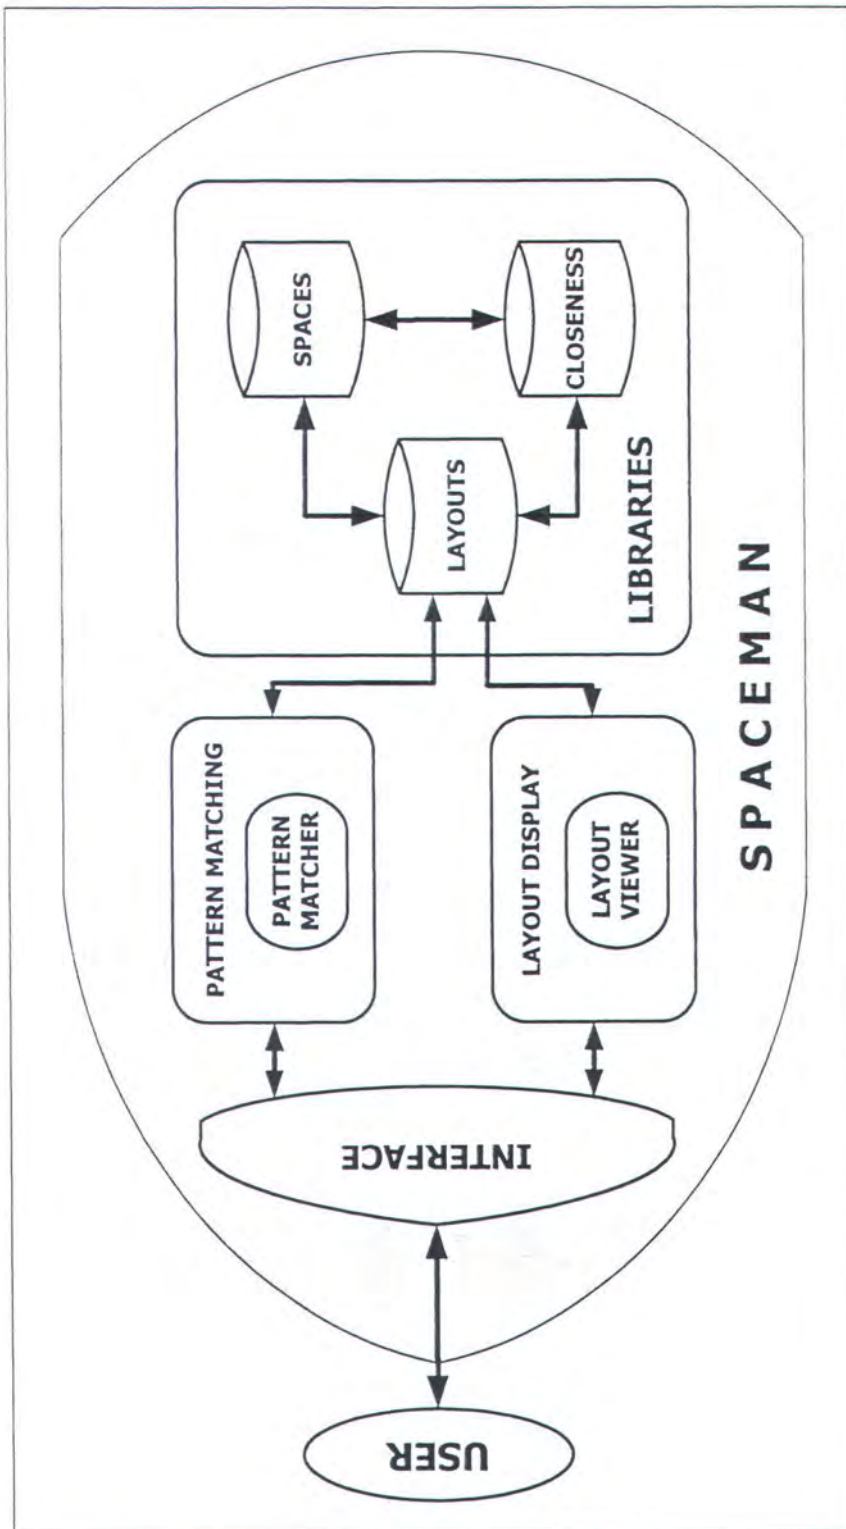 USER
INTERFACE
PATTERN MATCHING
PATTERN
MATCHER
LAYOUT DISPLAY
LAYOUT
VIEWER
LAYOUTS
SPACES
CLOSENESS
LIBRARIES
SPACEMAN